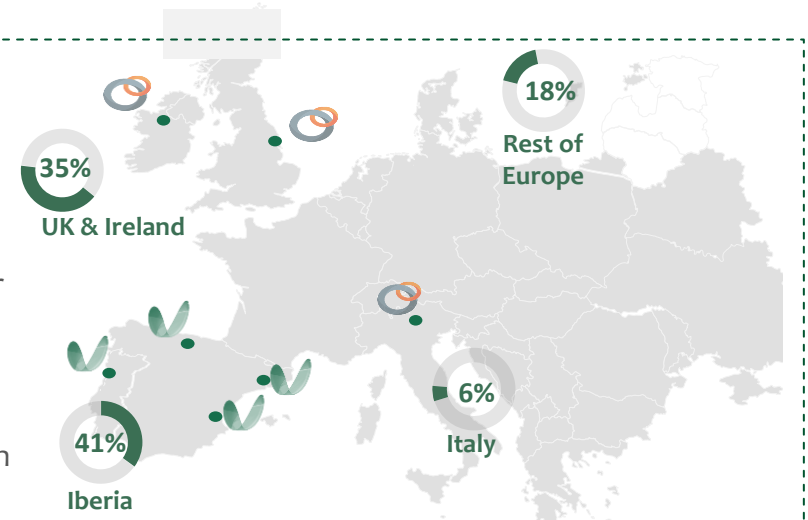 18%
Rest of
Europe
35%
UK & Ireland
6%
Italy
41%
Iberia